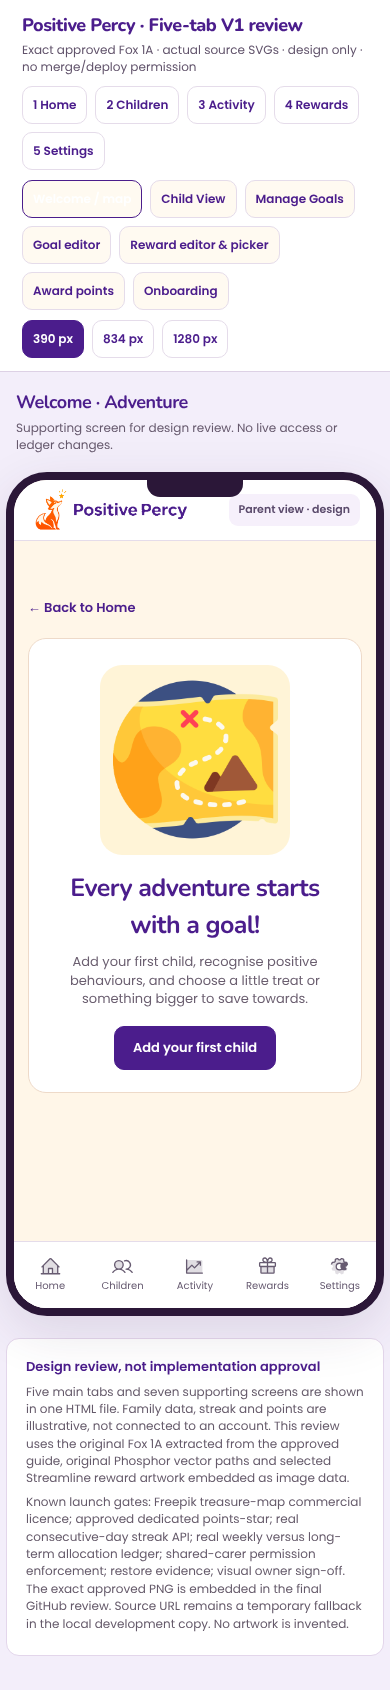 Positive Percy · Five-tab V1 review
Exact approved Fox 1A · actual source SVGs · design only ·
no merge/deploy permission
1 Home
2 Children
3 Activity
4 Rewards
5 Settings
Welcome / map
Child View
Manage Goals
Goal editor
Reward editor & picker
Award points
Onboarding
390 px
834 px
1280 px
Welcome · Adventure
Supporting screen for design review. No live access or
ledger changes.
Positive Percy
Parent view · design
← Back to Home
Every adventure starts
with a goal!
Add your first child, recognise positive
behaviours, and choose a little treat or
something bigger to save towards.
Add your first child
Home
Children
Activity
Rewards
Settings
Design review, not implementation approval
Five main tabs and seven supporting screens are shown
in one HTML file. Family data, streak and points are
illustrative, not connected to an account. This review
uses the original Fox 1A extracted from the approved
guide, original Phosphor vector paths and selected
Streamline reward artwork embedded as image data.
Known launch gates: Freepik treasure-map commercial
licence; approved dedicated points-star; real
consecutive-day streak API; real weekly versus long-
term allocation ledger; shared-carer permission
enforcement; restore evidence; visual owner sign-off.
The exact approved PNG is embedded in the final
GitHub review. Source URL remains a temporary fallback
in the local development copy. No artwork is invented.